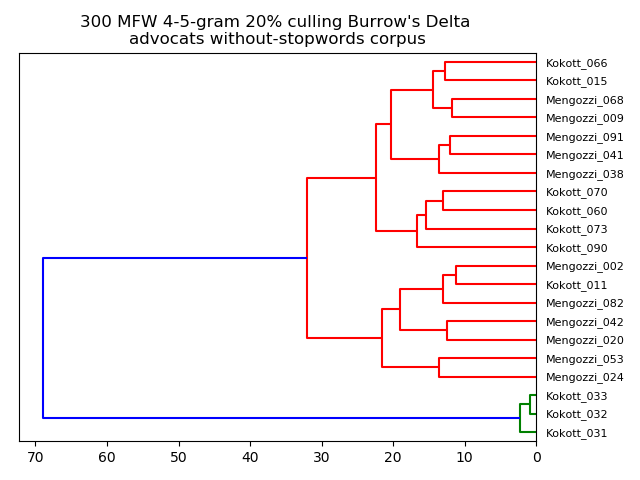 300 MFW 4-5-gram 20% culling Burrow's Delta
advocats without-stopwords corpus
Kokott_066
Kokott_015
Mengozzi_068
Mengozzi_009
Mengozzi_091
Mengozzi_041
Mengozzi_038
Kokott_070
Kokott_060
Kokott_073
Kokott_090
Mengozzi_002
Kokott_011
Mengozzi_082
Mengozzi_042
Mengozzi_020
Mengozzi_053
Mengozzi_024
Kokott_033
Kokott_032
Kokott_031
70 60 50 40 30 20 10 0